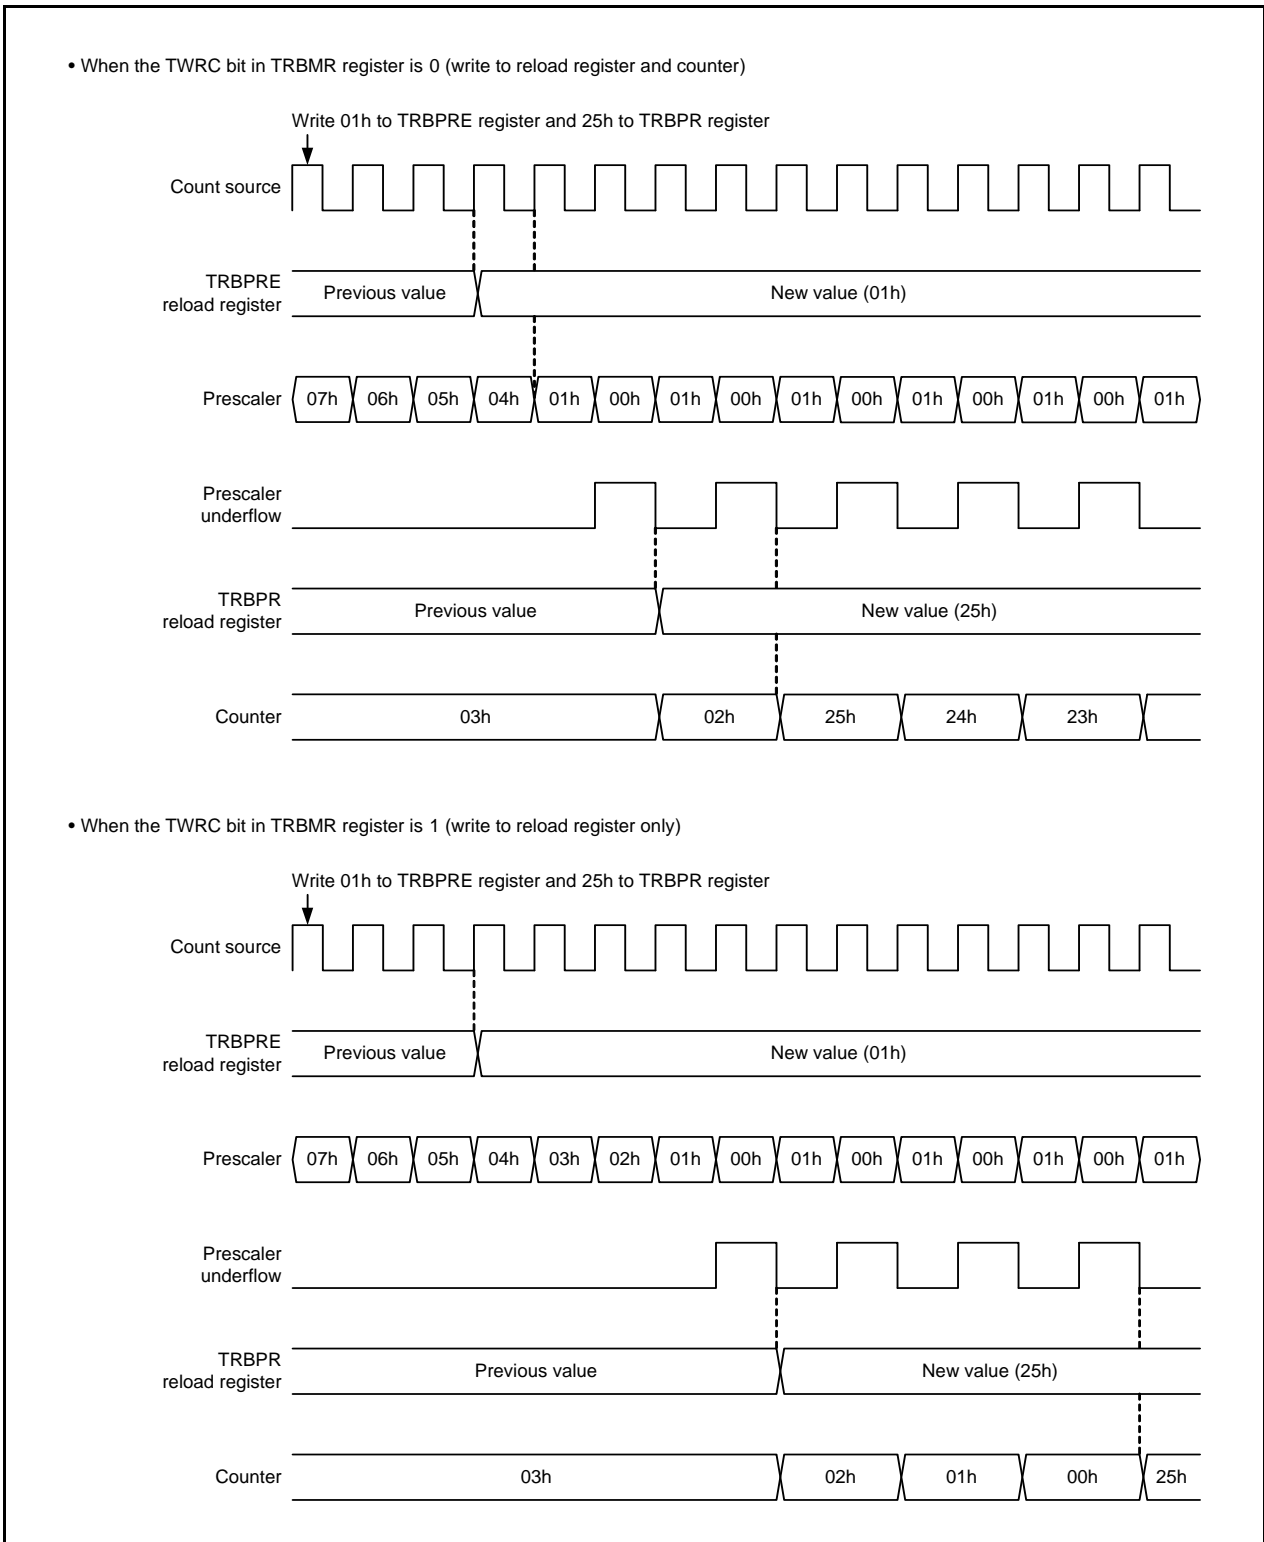 • When the TWRC bit in TRBMR register is 0 (write to reload register and counter)
Write 01h to TRBPRE register and 25h to TRBPR register
Count source
TRBPRE
reload register
Previous value
New value (01h)
Prescaler
07h 06h 05h 04h 01h 00h 01h 00h 01h 00h 01h 00h 01h 00h 01h
Prescaler
underflow
TRBPR
reload register
Previous value
New value (25h)
Counter
03h 02h 25h 24h 23h
• When the TWRC bit in TRBMR register is 1 (write to reload register only)
Write 01h to TRBPRE register and 25h to TRBPR register
Count source
TRBPRE
reload register
Previous value
New value (01h)
Prescaler
07h 06h 05h 04h 03h 02h 01h 00h 01h 00h 01h 00h 01h 00h 01h
Prescaler
underflow
TRBPR
reload register
Previous value
New value (25h)
Counter
03h 02h 01h 00h 25h